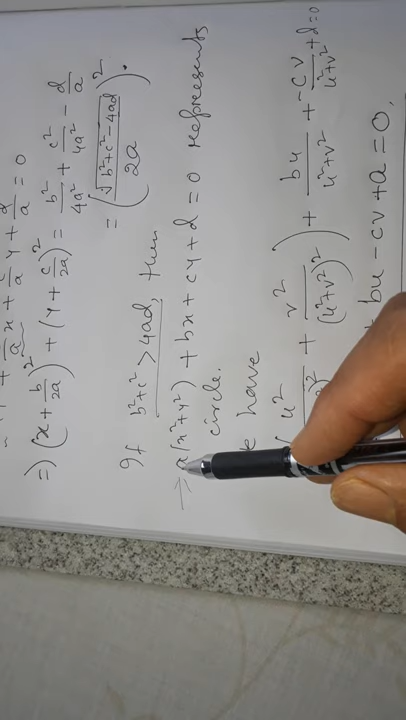 + a/a x + c/a y + d/a = 0
⇒ (x + b/2a)² + (y + c/2a)² = b²/4a² + c²/4a² - d/a
= (√(b²+c²-4ad)/2a)².
If b²+c² > 4ad, then
⇒ a(x²+y²) + bx + cy + d = 0 represents
circle.
have
u² + v²/(u²+v²)²) + bu/u²+v² + -cv/u²+v² + d = 0
+ bu - cv + a = 0.